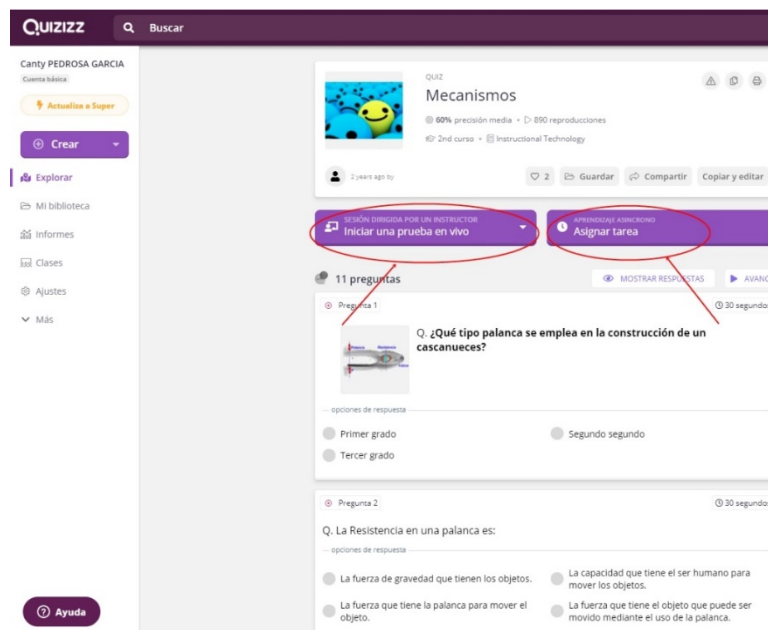 QUIZIZZ
Buscar
Canty PEDROSA GARCIA
Cuenta básica
Actualiza a Super
Crear
Explorar
Mi biblioteca
Informes
Clases
Ajustes
Más
Ayuda
QUIZ
Mecanismos
60% precisión media • 890 reproducciones
2nd curso • Instructional Technology
2 years ago by
2 Guardar Compartir Copiar y editar
SESIÓN DIRIGIDA POR UN INSTRUCTOR
Iniciar una prueba en vivo
APRENDIZAJE ASINCRONO
Asignar tarea
11 preguntas
MOSTRAR RESPUESTAS
AVANC
Pregunta 1
30 segundos
Q. ¿Qué tipo palanca se emplea en la construcción de un
cascanueces?
opciones de respuesta
Primer grado
Segundo segundo
Tercer grado
Pregunta 2
30 segundos
Q. La Resistencia en una palanca es:
opciones de respuesta
La fuerza de gravedad que tienen los objetos.
La capacidad que tiene el ser humano para
mover los objetos.
La fuerza que tiene la palanca para mover el
objeto.
La fuerza que tiene el objeto que puede ser
movido mediante el uso de la palanca.